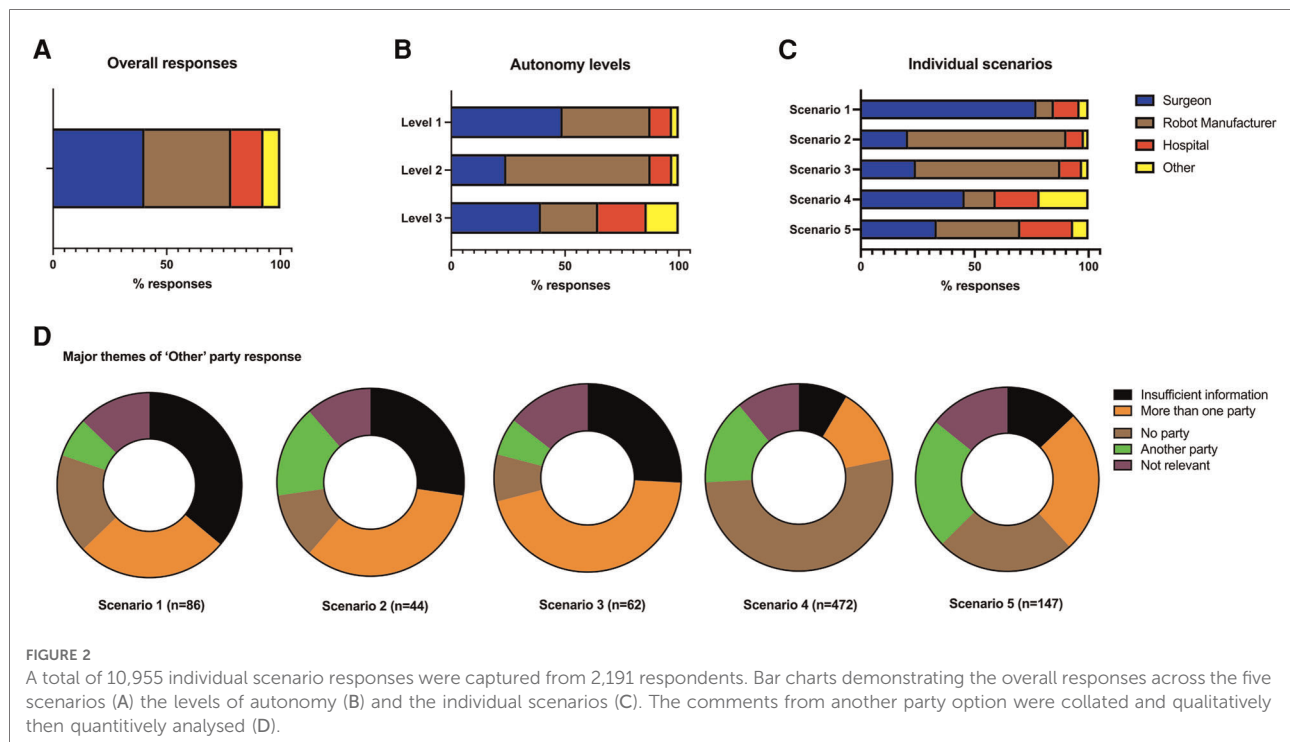 A
Overall responses
0 50 100
% responses
B
Autonomy levels
Level 1
Level 2
Level 3
0 50 100
% responses
C
Individual scenarios
Scenario 1
Scenario 2
Scenario 3
Scenario 4
Scenario 5
0 50 100
% responses
Surgeon
Robot Manufacturer
Hospital
Other
D
Major themes of ‘Other’ party response
Insufficient information
More than one party
No party
Another party
Not relevant
Scenario 1 (n=86)
Scenario 2 (n=44)
Scenario 3 (n=62)
Scenario 4 (n=472)
Scenario 5 (n=147)
FIGURE 2
A total of 10,955 individual scenario responses were captured from 2,191 respondents. Bar charts demonstrating the overall responses across the five
scenarios (A) the levels of autonomy (B) and the individual scenarios (C). The comments from another party option were collated and qualitatively
then quantitively analysed (D).